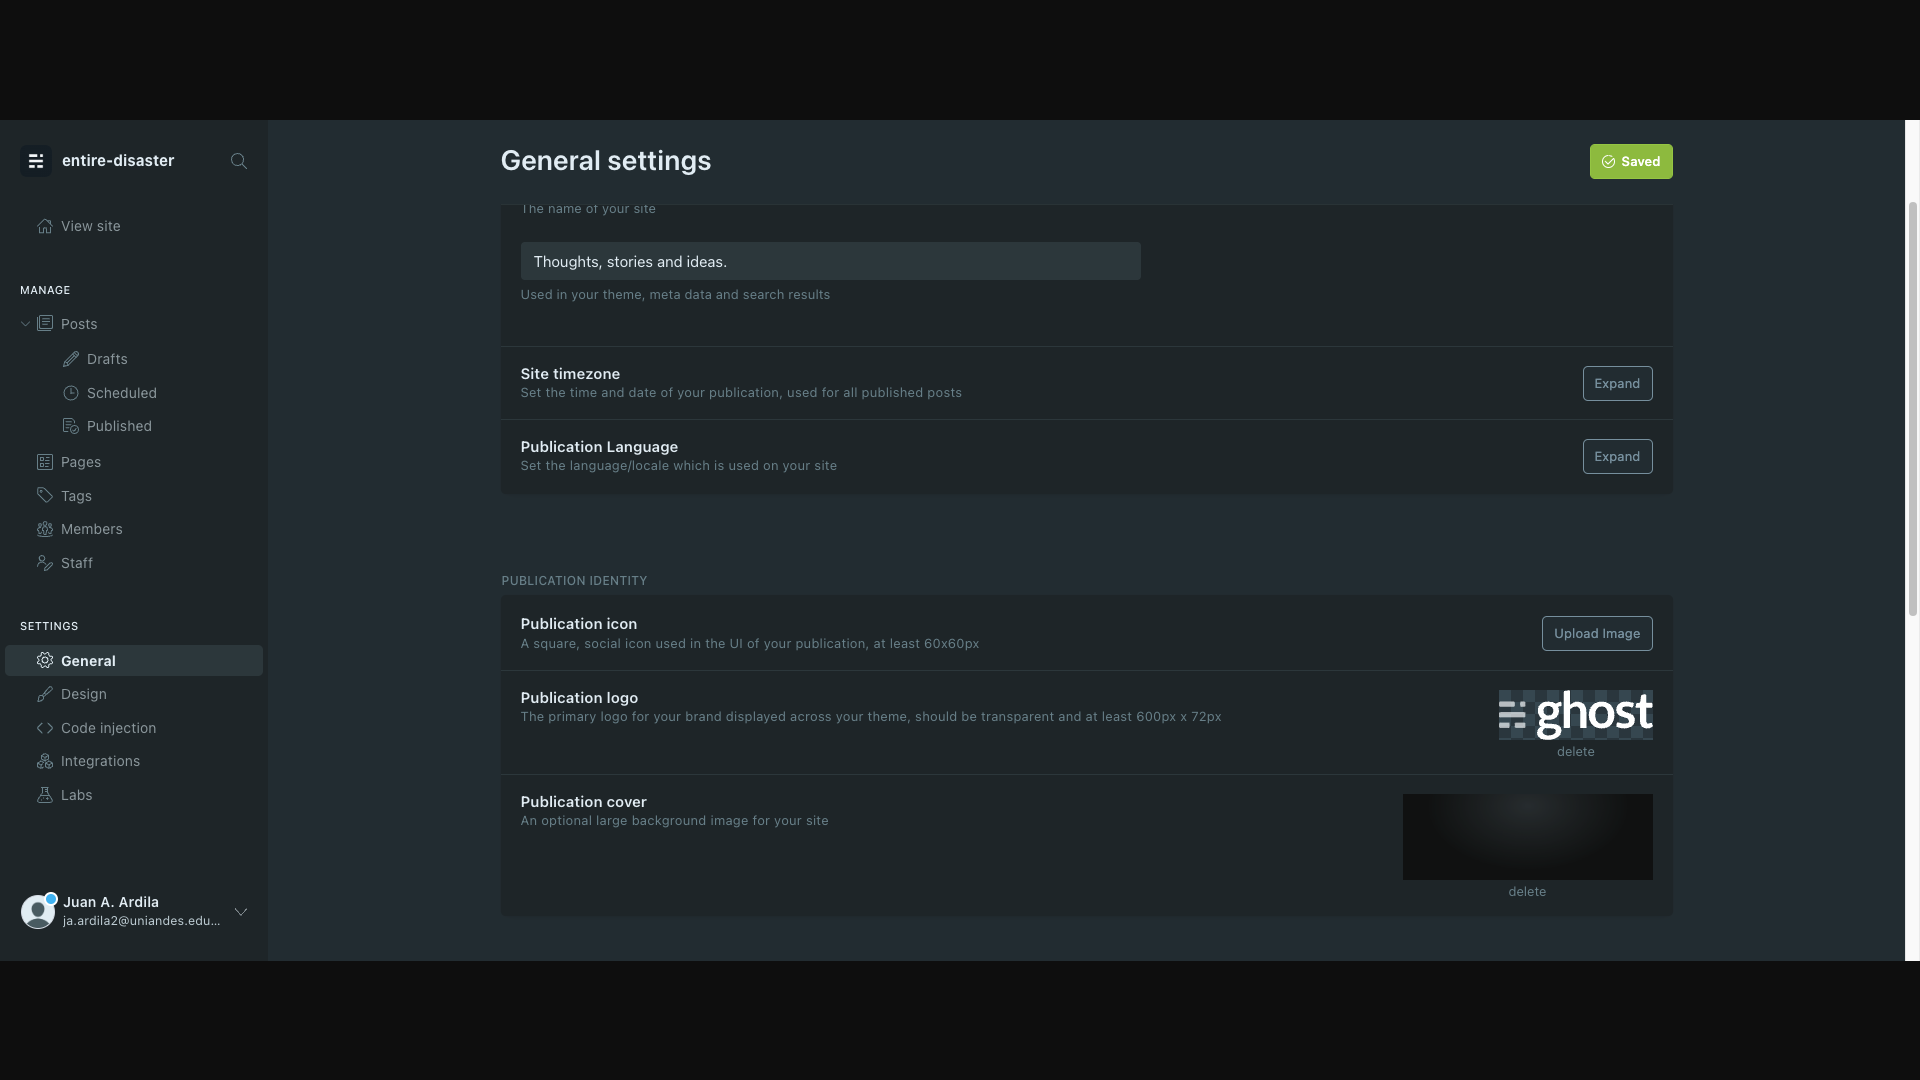 entire-disaster
View site
MANAGE
Posts
Drafts
Scheduled
Published
Pages
Tags
Members
Staff
SETTINGS
General
Design
Code injection
Integrations
Labs
Juan A. Ardila
ja.ardila2@uniandes.edu...
General settings
Saved
The name of your site
Thoughts, stories and ideas.
Used in your theme, meta data and search results
Site timezone
Set the time and date of your publication, used for all published posts
Expand
Publication Language
Set the language/locale which is used on your site
Expand
PUBLICATION IDENTITY
Publication icon
A square, social icon used in the UI of your publication, at least 60x60px
Upload Image
Publication logo
The primary logo for your brand displayed across your theme, should be transparent and at least 600px x 72px
ghost
delete
Publication cover
An optional large background image for your site
delete